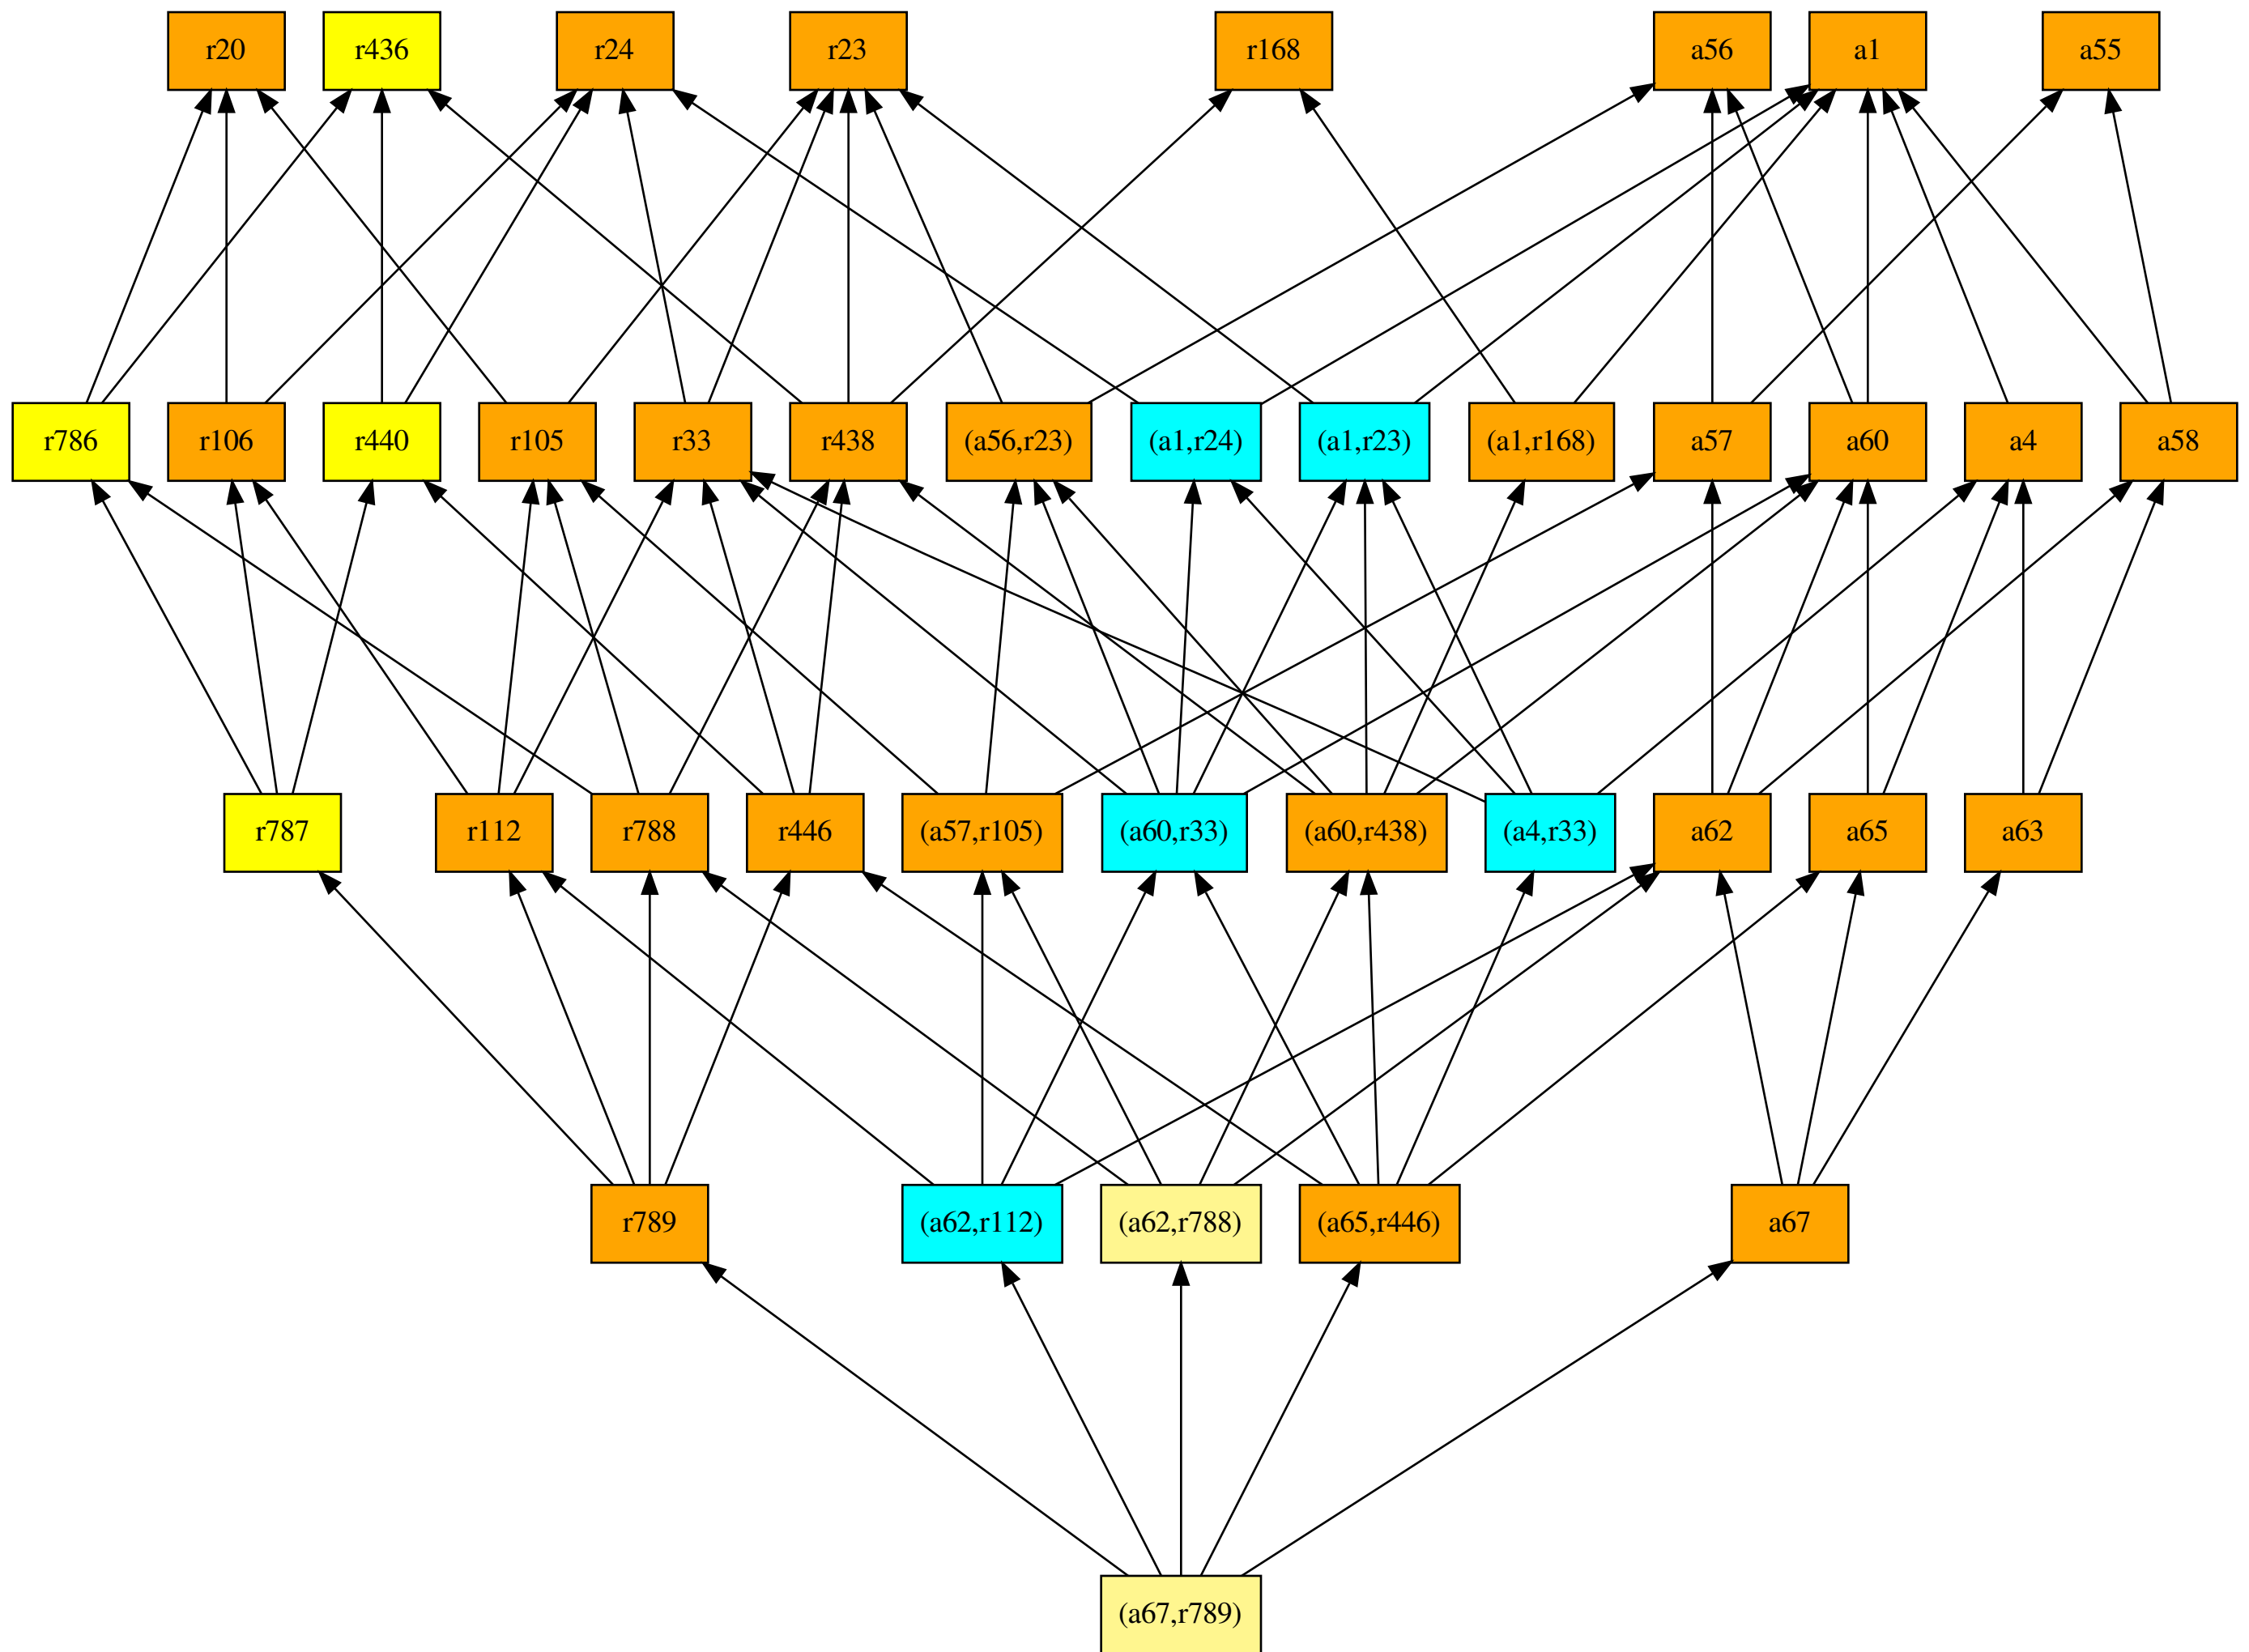 r20
r436
r24
r23
r168
a56
a1
a55
r786
r106
r440
r105
r33
r438
(a56,r23)
(a1,r24)
(a1,r23)
(a1,r168)
a57
a60
a4
a58
r787
r112
r788
r446
(a57,r105)
(a60,r33)
(a60,r438)
(a4,r33)
a62
a65
a63
r789
(a62,r112)
(a62,r788)
(a65,r446)
a67
(a67,r789)